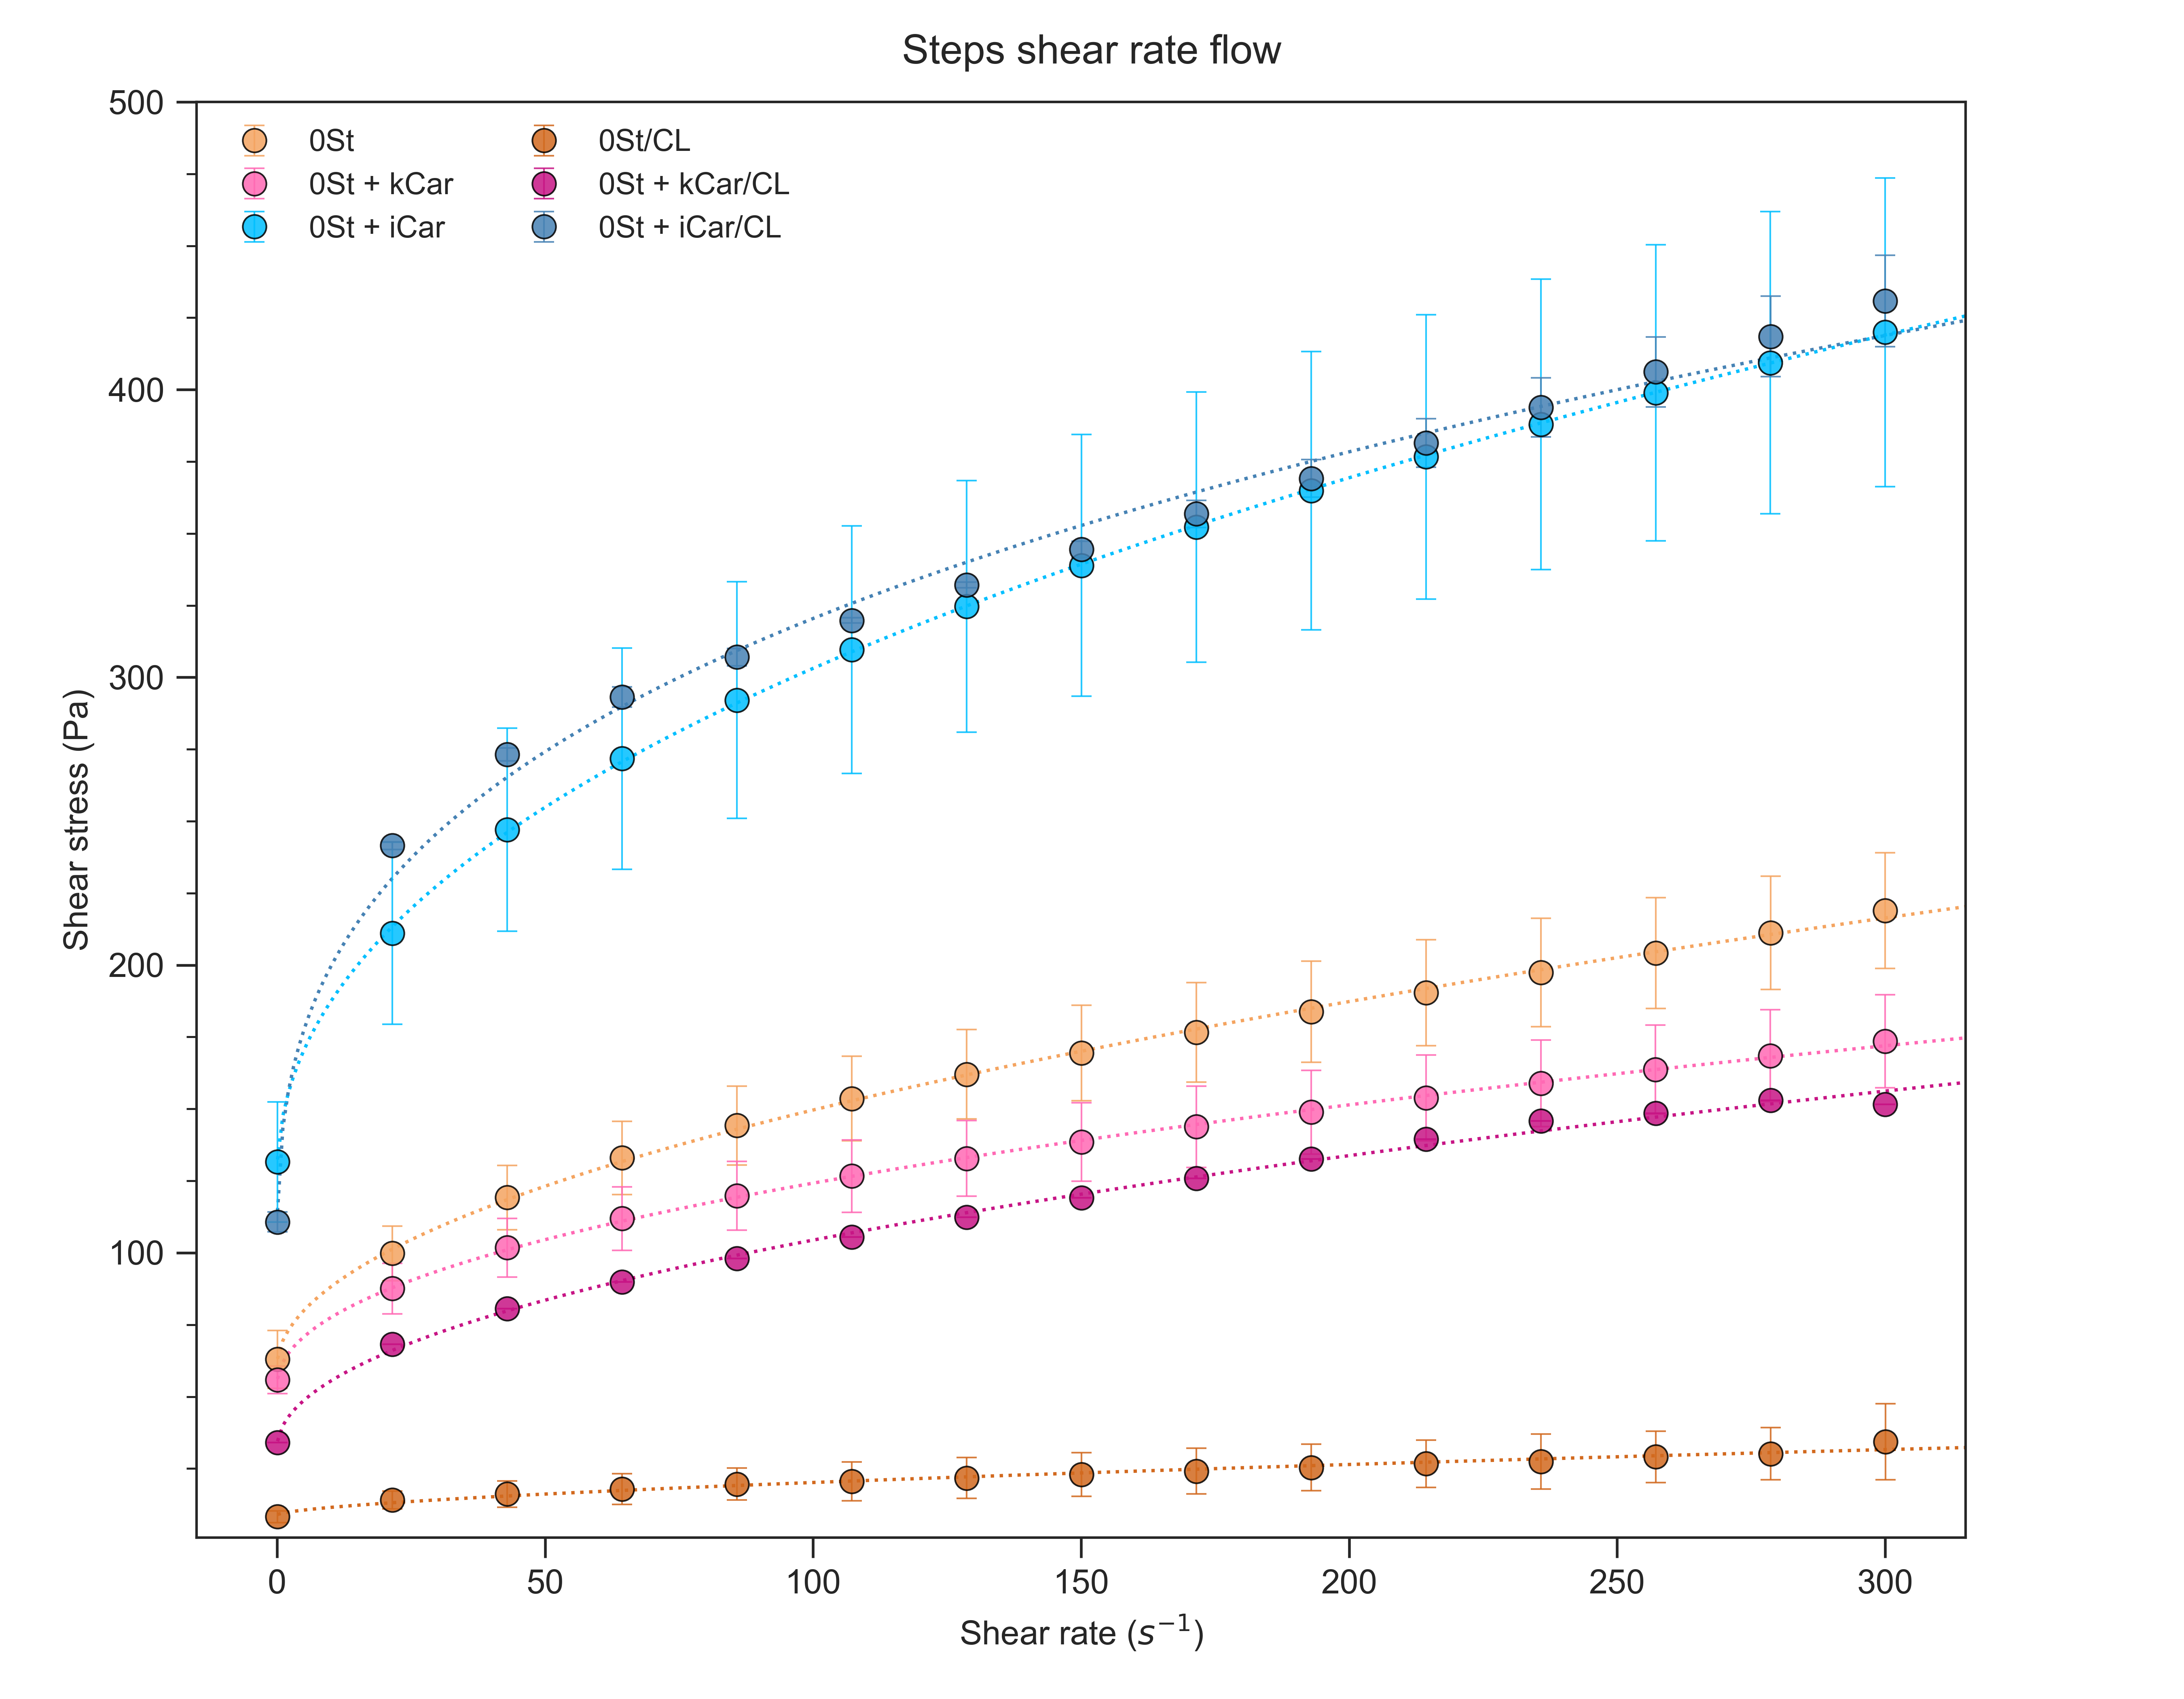 Steps shear rate flow
500
400
300
200
100
Shear stress (Pa)
0St
0St + kCar
0St + iCar
0St/CL
0St + kCar/CL
0St + iCar/CL
0 50 100 150 200 250 300
Shear rate (s⁻¹)